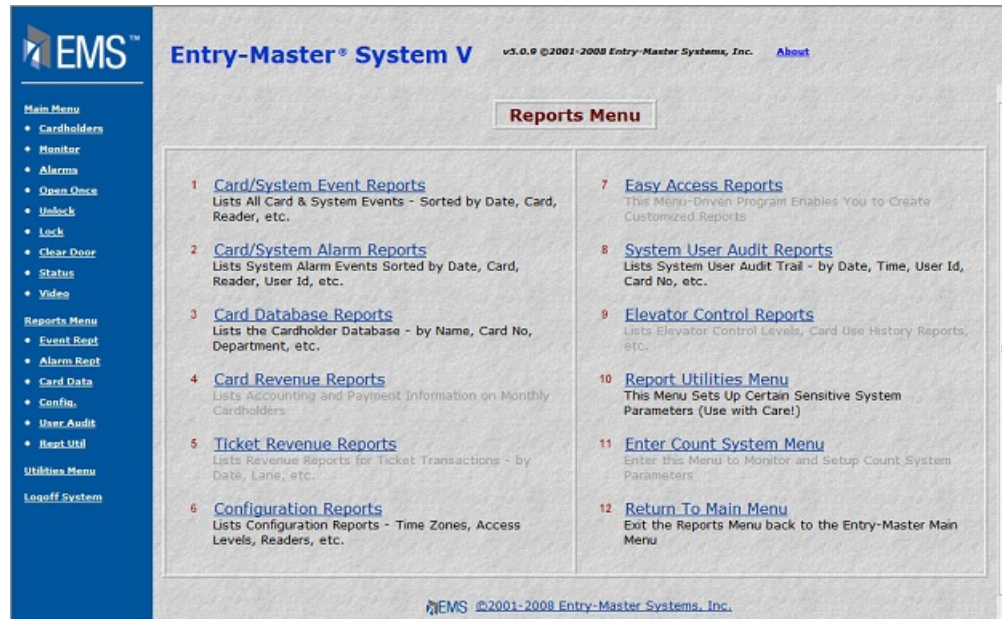 EMS™
Entry-Master® System V
v5.0.9 ©2001-2008 Entry-Master Systems, Inc.
About
Main Menu
Cardholders
Monitor
Alarms
Open Once
Unlock
Lock
Clear Door
Status
Video
Reports Menu
Event Rept
Alarm Rept
Card Data
Config.
User Audit
Rept Util
Utilities Menu
Logoff System
Reports Menu
1 Card/System Event Reports
Lists All Card & System Events - Sorted by Date, Card,
Reader, etc.
2 Card/System Alarm Reports
Lists System Alarm Events Sorted by Date, Card,
Reader, User Id, etc.
3 Card Database Reports
Lists the Cardholder Database - by Name, Card No,
Department, etc.
4 Card Revenue Reports
Lists Accounting and Payment Information on Monthly
Cardholders
5 Ticket Revenue Reports
Lists Revenue Reports for Ticket Transactions - by
Date, Lane, etc.
6 Configuration Reports
Lists Configuration Reports - Time Zones, Access
Levels, Readers, etc.
7 Easy Access Reports
This Menu-Driven Program Enables You to Create
Customized Reports
8 System User Audit Reports
Lists System User Audit Trail - by Date, Time, User Id,
Card No, etc.
9 Elevator Control Reports
Lists Elevator Control Levels, Card Use History Reports,
etc.
10 Report Utilities Menu
This Menu Sets Up Certain Sensitive System
Parameters (Use with Care!)
11 Enter Count System Menu
Enter this Menu to Monitor and Setup Count System
Parameters
12 Return To Main Menu
Exit the Reports Menu back to the Entry-Master Main
Menu
EMS ©2001-2008 Entry-Master Systems, Inc.